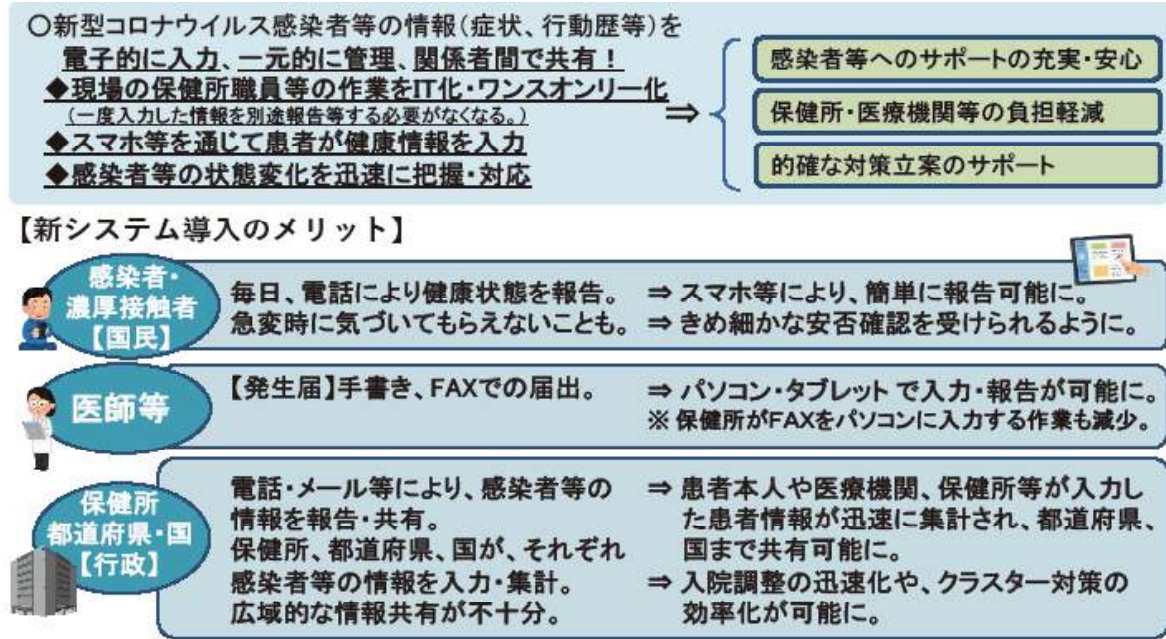 ○新型コロナウイルス感染者等の情報(症状、行動歴等)を
電子的に入力、一元的に管理、関係者間で共有！
◆現場の保健所職員等の作業をIT化・ワンスオンリー化
(一度入力した情報を別途報告等する必要がなくなる。)
◆スマホ等を通じて患者が健康情報を入力
◆感染者等の状態変化を迅速に把握・対応
⇒
感染者等へのサポートの充実・安心
保健所・医療機関等の負担軽減
的確な対策立案のサポート
【新システム導入のメリット】
感染者・
濃厚接触者
【国民】
毎日、電話により健康状態を報告。
急変時に気づいてもらえないことも。
⇒ スマホ等により、簡単に報告可能に。
⇒ きめ細かな安否確認を受けられるように。
医師等
【発生届】手書き、FAXでの届出。
⇒ パソコン・タブレット で入力・報告が可能に。
※ 保健所がFAXをパソコンに入力する作業も減少。
保健所
都道府県・国
【行政】
電話・メール等により、感染者等の
情報を報告・共有。
保健所、都道府県、国が、それぞれ
感染者等の情報を入力・集計。
広域的な情報共有が不十分。
⇒ 患者本人や医療機関、保健所等が入力し
た患者情報が迅速に集計され、都道府県、
国まで共有可能に。
⇒ 入院調整の迅速化や、クラスター対策の
効率化が可能に。